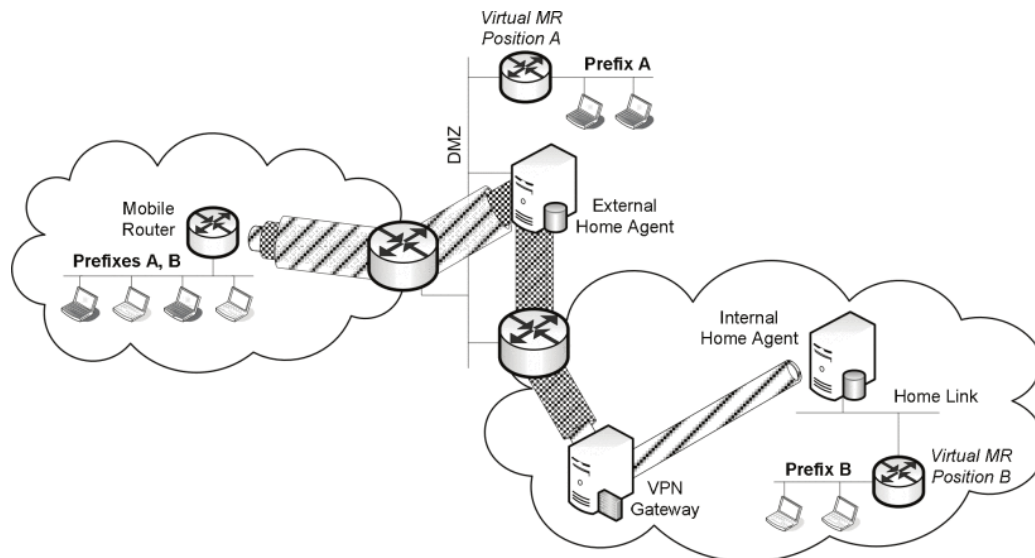 Virtual MR
Position A
Prefix A
DMZ
Mobile
Router
External
Home Agent
Prefixes A, B
Internal
Home Agent
Home Link
Virtual MR
Position B
Prefix B
VPN
Gateway